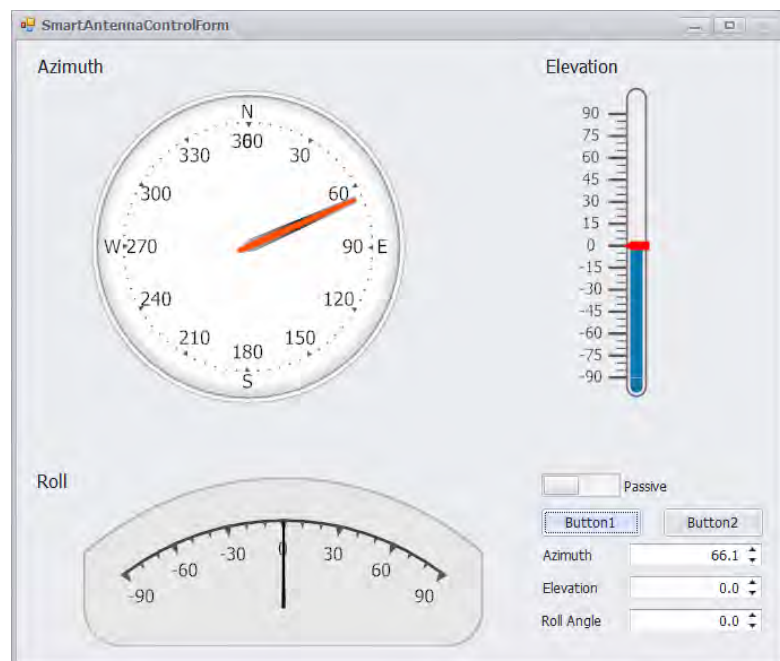 SmartAntennaControlForm
Azimuth
Elevation
N
330 30
300 60
W 270 90 E
240 120
210 150
180
S
90
75
60
45
30
15
0
-15
-30
-45
-60
-75
-90
Roll
-90 -60 -30 0 30 60 90
Passive
Button1 Button2
Azimuth 66.1
Elevation 0.0
Roll Angle 0.0